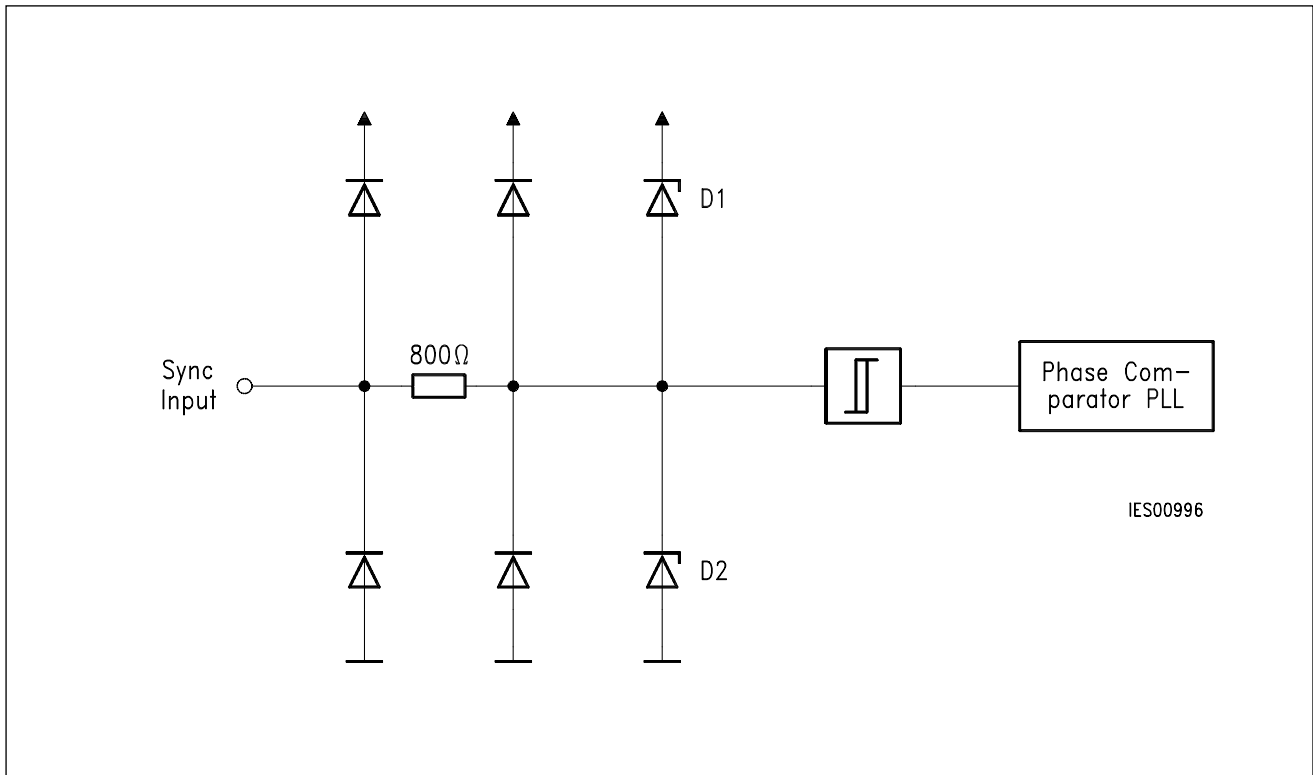 D1
800Ω
Sync
Input
Phase Com-
parator PLL
IES00996
D2